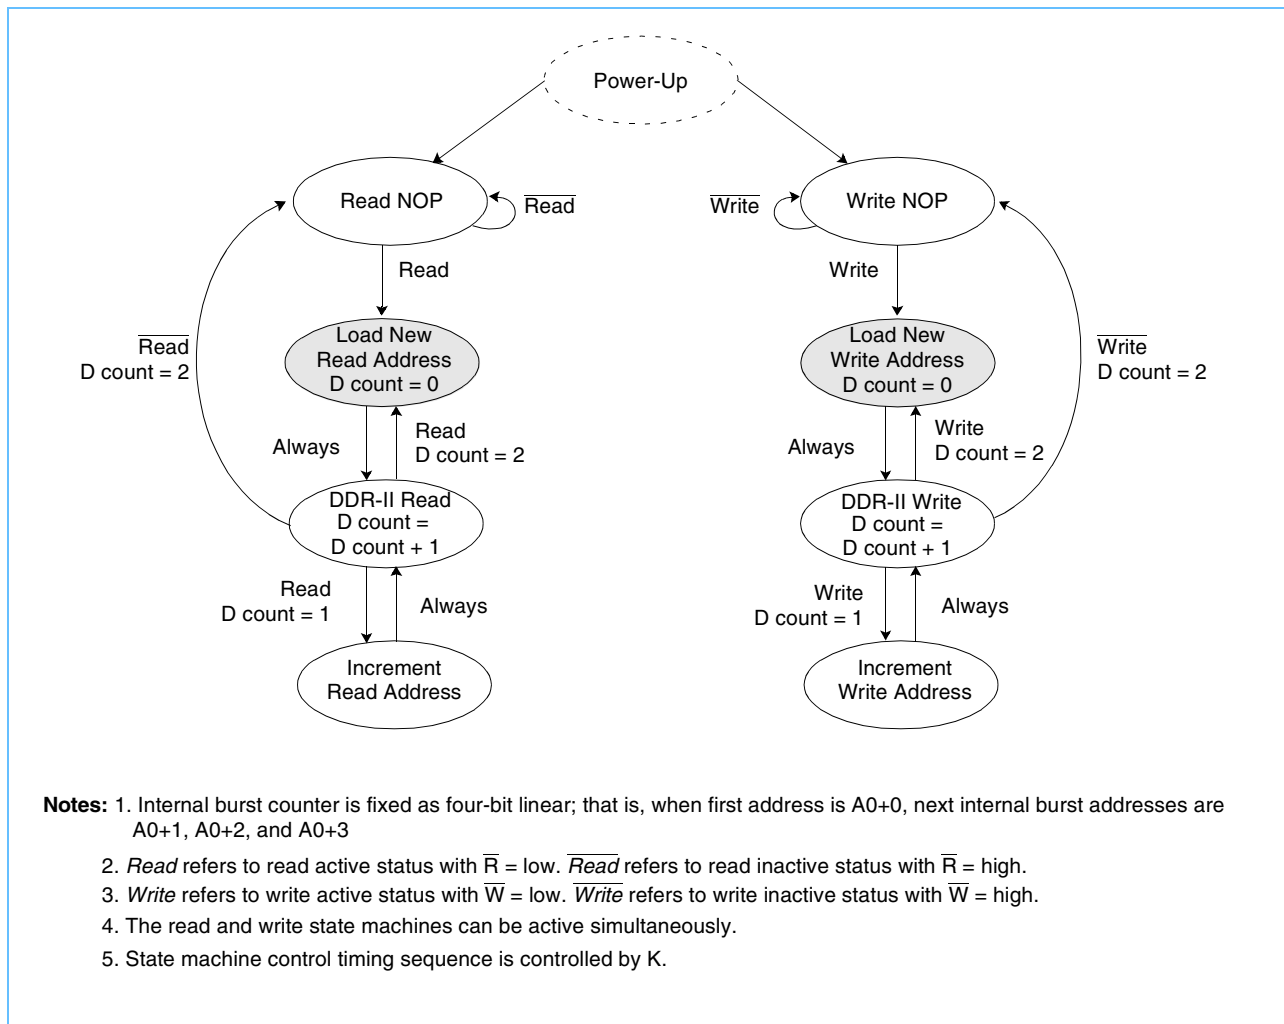 Power-Up
Read NOP
R̅e̅a̅d̅
W̅r̅i̅t̅e̅
Write NOP
Read
Write
Load New
Read Address
D count = 0
Load New
Write Address
D count = 0
R̅e̅a̅d̅
D count = 2
W̅r̅i̅t̅e̅
D count = 2
Always
Read
D count = 2
Always
Write
D count = 2
DDR-II Read
D count =
D count + 1
DDR-II Write
D count =
D count + 1
Read
D count = 1
Always
Write
D count = 1
Always
Increment
Read Address
Increment
Write Address
Notes: 1. Internal burst counter is fixed as four-bit linear; that is, when first address is A0+0, next internal burst addresses are
A0+1, A0+2, and A0+3
2. Read refers to read active status with R̅ = low. R̅e̅a̅d̅ refers to read inactive status with R̅ = high.
3. Write refers to write active status with W̅ = low. W̅r̅i̅t̅e̅ refers to write inactive status with W̅ = high.
4. The read and write state machines can be active simultaneously.
5. State machine control timing sequence is controlled by K.